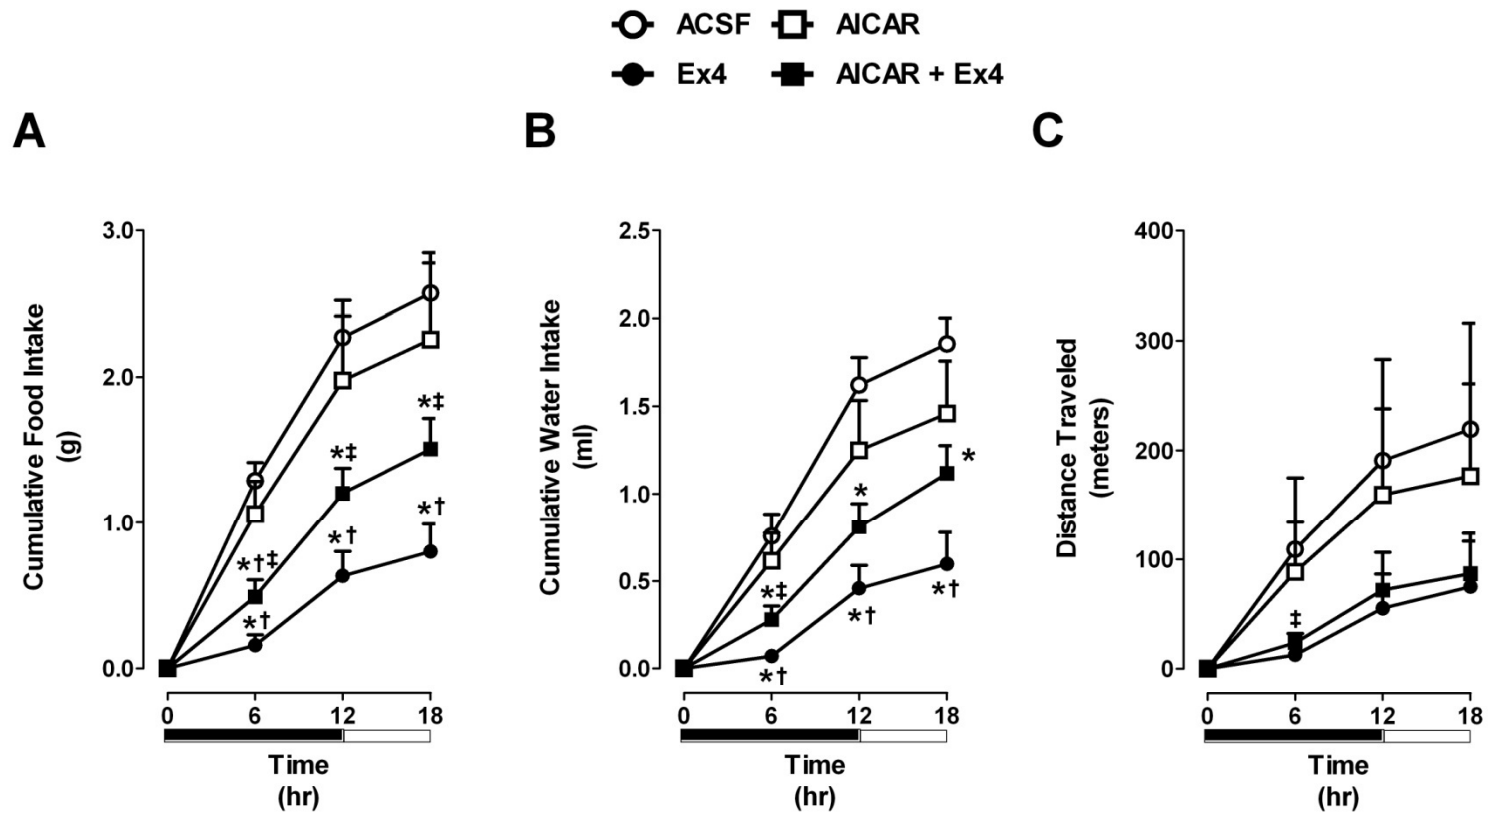 ACSF AICAR
Ex4 AICAR + Ex4
A
B
C
Cumulative Food Intake
(g)
3.0
2.0
1.0
0.0
*‡
*‡
*†
*†
*†‡
*†
0 6 12 18
Time
(hr)
Cumulative Water Intake
(ml)
2.5
2.0
1.5
1.0
0.5
0.0
*
*
*‡
*†
*†
*†
0 6 12 18
Time
(hr)
Distance Traveled
(meters)
400
300
200
100
0
‡
0 6 12 18
Time
(hr)